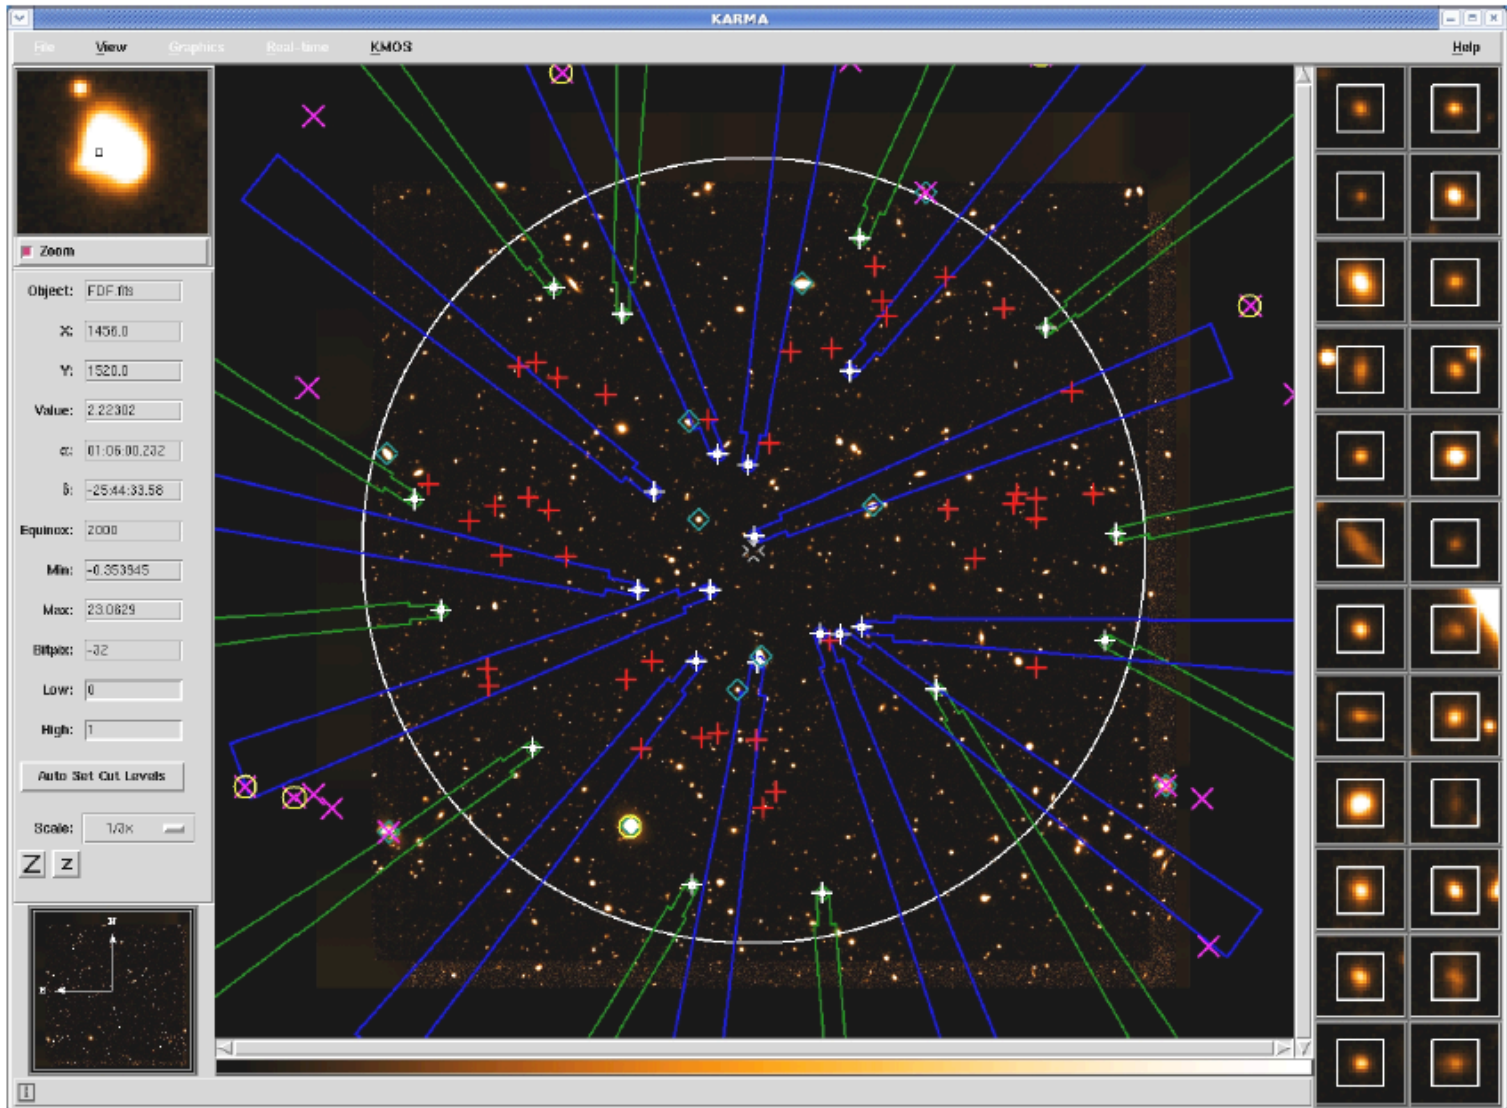 KARMA
File View Graphics Real-time KMOS Help
Zoom
Object: FDF.fits
X: 1456.0
Y: 1520.0
Value: 2.22302
α: 01:06:00.232
δ: -25:44:33.58
Equinox: 2000
Min: -0.353945
Max: 23.0629
Bitpix: -32
Low: 0
High: 1
Auto Set Cut Levels
Scale: 1/3x
Z z
N
E
i